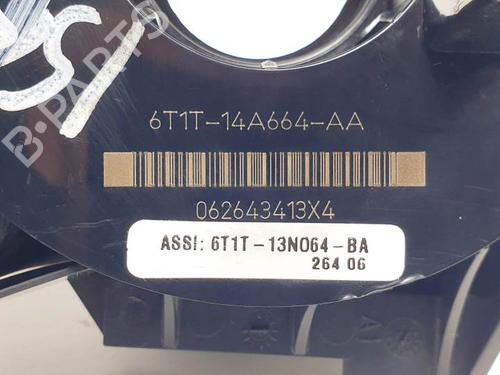 B-PARTS
6T1T-14A664-AA
062643413X4
ASSI: 6T1T-13N064-BA
264 06